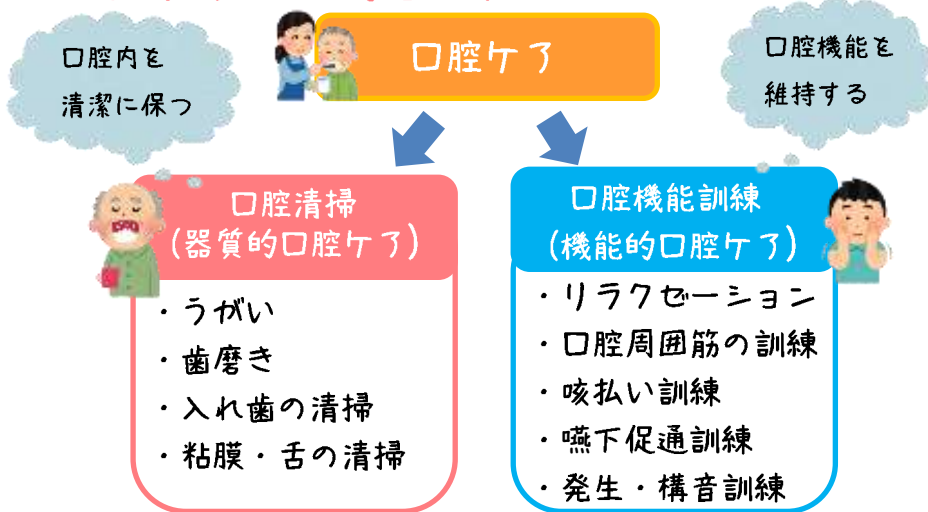 口腔ケア
口腔内を
清潔に保つ
口腔機能を
維持する
口腔清掃
(器質的口腔ケア)
・うがい
・歯磨き
・入れ歯の清掃
・粘膜・舌の清掃
口腔機能訓練
(機能的口腔ケア)
・リラクゼーション
・口腔周囲筋の訓練
・咳払い訓練
・嚥下促通訓練
・発生・構音訓練